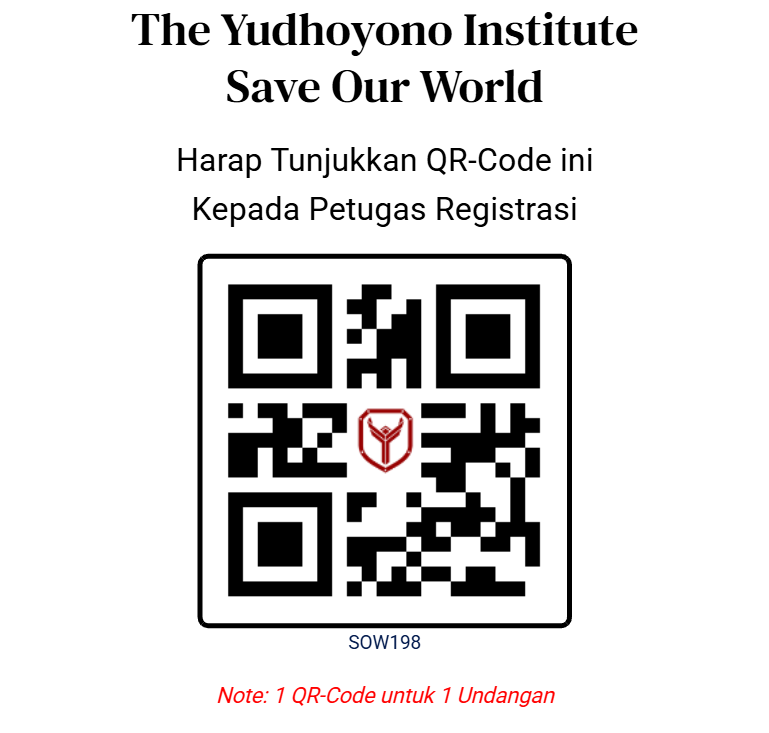 The Yudhoyono Institute
Save Our World
Harap Tunjukkan QR-Code ini
Kepada Petugas Registrasi
SOW198
Note: 1 QR-Code untuk 1 Undangan